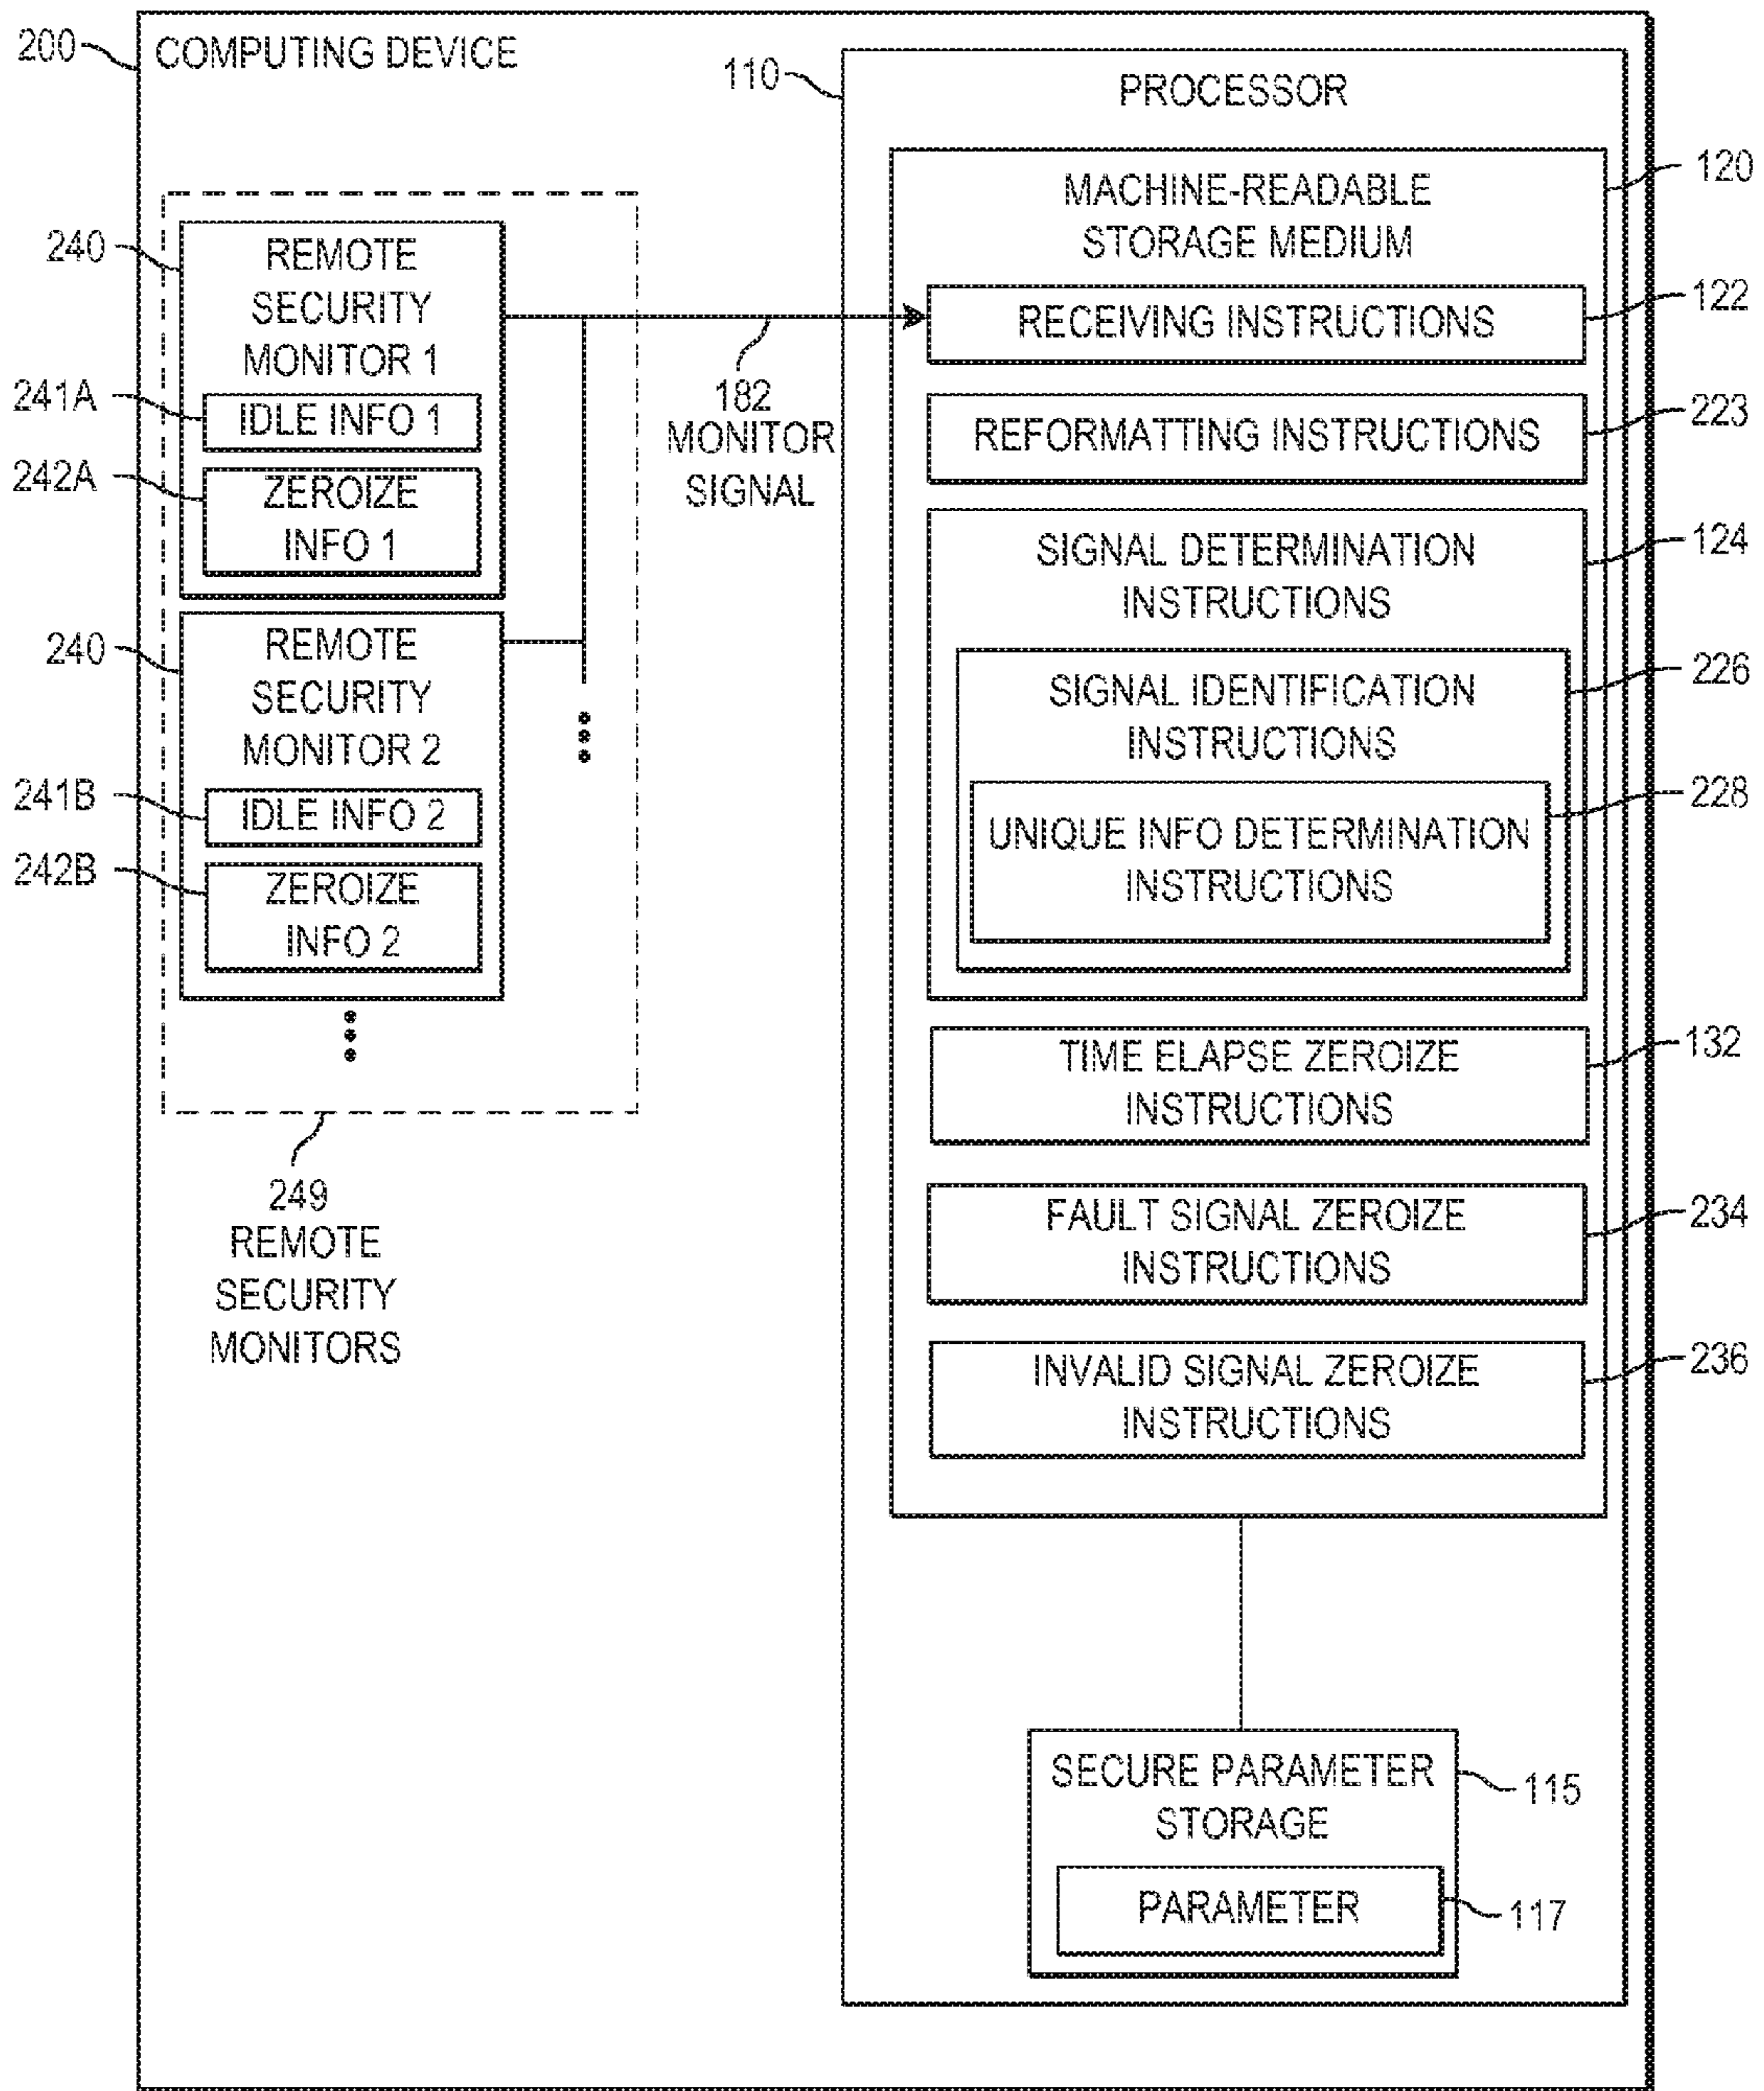 200
COMPUTING DEVICE
110
PROCESSOR
120
MACHINE-READABLE
STORAGE MEDIUM
122
RECEIVING INSTRUCTIONS
223
REFORMATTING INSTRUCTIONS
124
SIGNAL DETERMINATION
INSTRUCTIONS
226
SIGNAL IDENTIFICATION
INSTRUCTIONS
228
UNIQUE INFO DETERMINATION
INSTRUCTIONS
132
TIME ELAPSE ZEROIZE
INSTRUCTIONS
234
FAULT SIGNAL ZEROIZE
INSTRUCTIONS
236
INVALID SIGNAL ZEROIZE
INSTRUCTIONS
SECURE PARAMETER
STORAGE
115
PARAMETER
117
240
REMOTE
SECURITY
MONITOR 1
241A
IDLE INFO 1
242A
ZEROIZE
INFO 1
182
MONITOR
SIGNAL
240
REMOTE
SECURITY
MONITOR 2
241B
IDLE INFO 2
242B
ZEROIZE
INFO 2
249
REMOTE
SECURITY
MONITORS